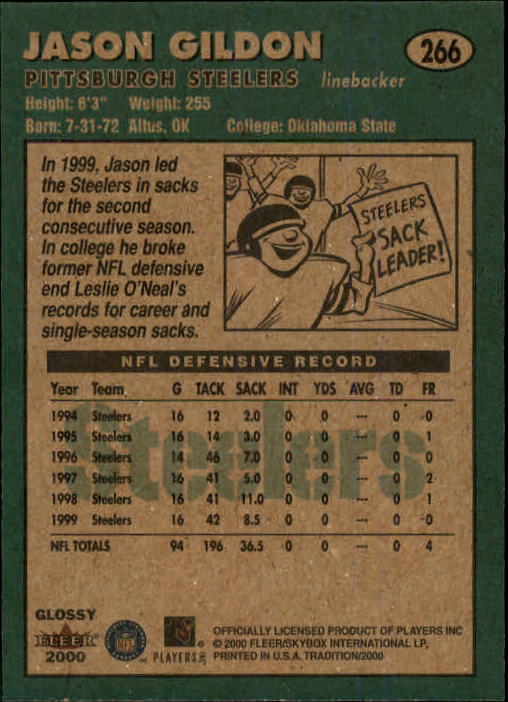 JASON GILDON
266
PITTSBURGH STEELERS linebacker
Height: 6'3" Weight: 255
Born: 7-31-72 Altus, OK College: Oklahoma State
In 1999, Jason led
the Steelers in sacks
for the second
consecutive season.
In college he broke
former NFL defensive
end Leslie O'Neal's
records for career and
single-season sacks.
STEELERS
SACK
LEADER!
NFL DEFENSIVE RECORD
Year Team G TACK SACK INT YDS AVG TD FR
1994 Steelers 16 12 2.0 0 0 --- 0 0
1995 Steelers 16 14 3.0 0 0 --- 0 1
1996 Steelers 14 46 7.0 0 0 --- 0 0
1997 Steelers 16 41 5.0 0 0 --- 0 2
1998 Steelers 16 41 11.0 0 0 --- 0 1
1999 Steelers 16 42 8.5 0 0 --- 0 0
NFL TOTALS 94 196 36.5 0 0 --- 0 4
Steelers
GLOSSY
FLEER
2000
NFL
PLAYERS INC
OFFICIALLY LICENSED PRODUCT OF PLAYERS INC
© 2000 FLEER/SKYBOX INTERNATIONAL LP,
PRINTED IN U.S.A. TRADITION/2000